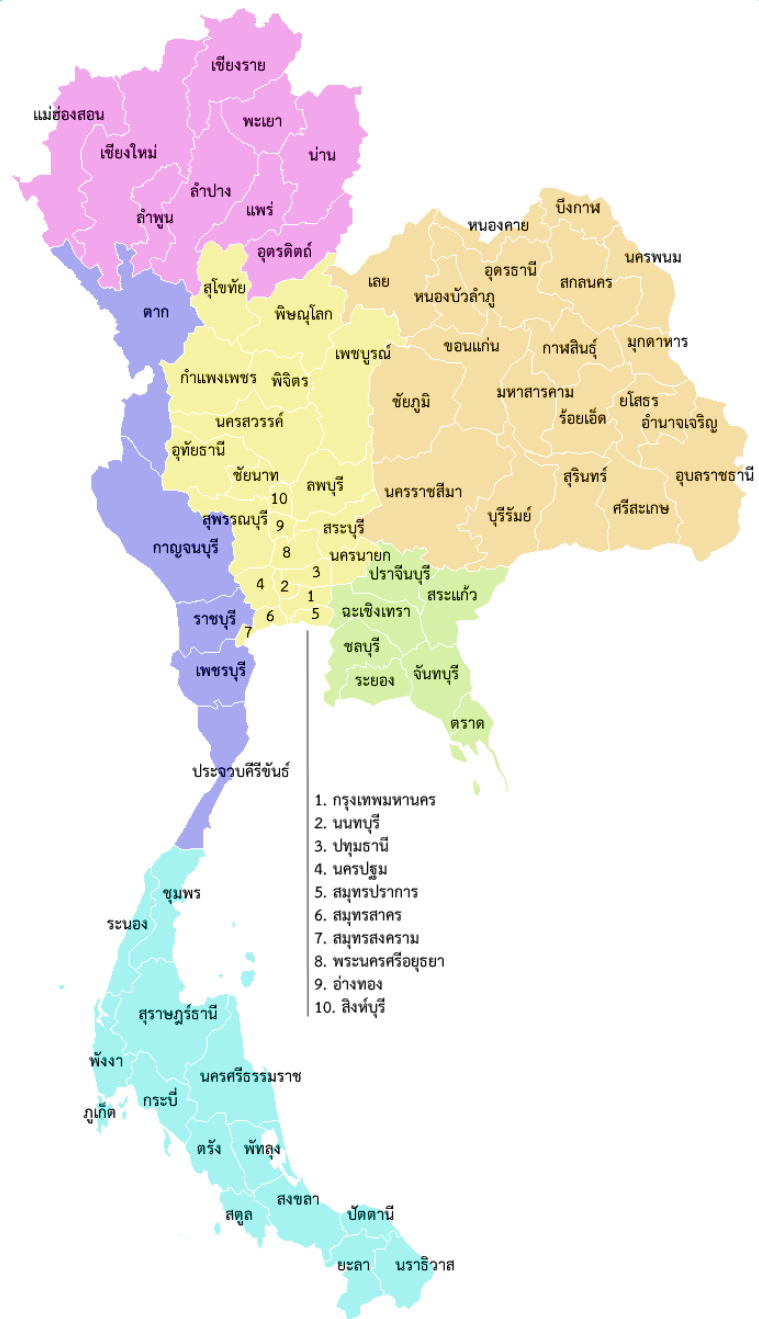 เชียงราย
แม่ฮ่องสอน
พะเยา
เชียงใหม่
น่าน
ลำปาง
ลำพูน
แพร่
อุตรดิตถ์
บึงกาฬ
หนองคาย
นครพนม
เลย
อุดรธานี
สกลนคร
หนองบัวลำภู
สุโขทัย
ตาก
พิษณุโลก
เพชบูรณ์
ขอนแก่น
กาฬสินธุ์
มุกดาหาร
กำแพงเพชร
พิจิตร
ชัยภูมิ
มหาสารคาม
ยโสธร
ร้อยเอ็ด
อำนาจเจริญ
นครสวรรค์
อุทัยธานี
ชัยนาท
ลพบุรี
นครราชสีมา
สุรินทร์
อุบลราชธานี
10
บุรีรัมย์
ศรีสะเกษ
สุพรรณบุรี
9
สระบุรี
กาญจนบุรี
8
นครนายก
3
ปราจีนบุรี
4
2
1
สระแก้ว
ราชบุรี
6
5
ฉะเชิงเทรา
7
ชลบุรี
เพชรบุรี
ระยอง
จันทบุรี
ตราด
ประจวบคีรีขันธ์
1. กรุงเทพมหานคร
2. นนทบุรี
3. ปทุมธานี
4. นครปฐม
5. สมุทรปราการ
6. สมุทรสาคร
7. สมุทรสงคราม
8. พระนครศรีอยุธยา
9. อ่างทอง
10. สิงห์บุรี
ชุมพร
ระนอง
สุราษฎร์ธานี
พังงา
นครศรีธรรมราช
กระบี่
ภูเก็ต
ตรัง
พัทลุง
สงขลา
สตูล
ปัตตานี
ยะลา
นราธิวาส